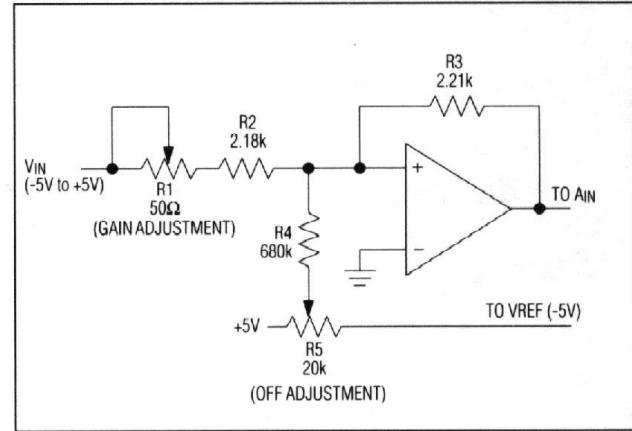 R3
2.21k
R2
2.18k
VIN
(-5V to +5V)
R1
50Ω
(GAIN ADJUSTMENT)
+
-
TO AIN
R4
680k
+5V
TO VREF (-5V)
R5
20k
(OFF ADJUSTMENT)